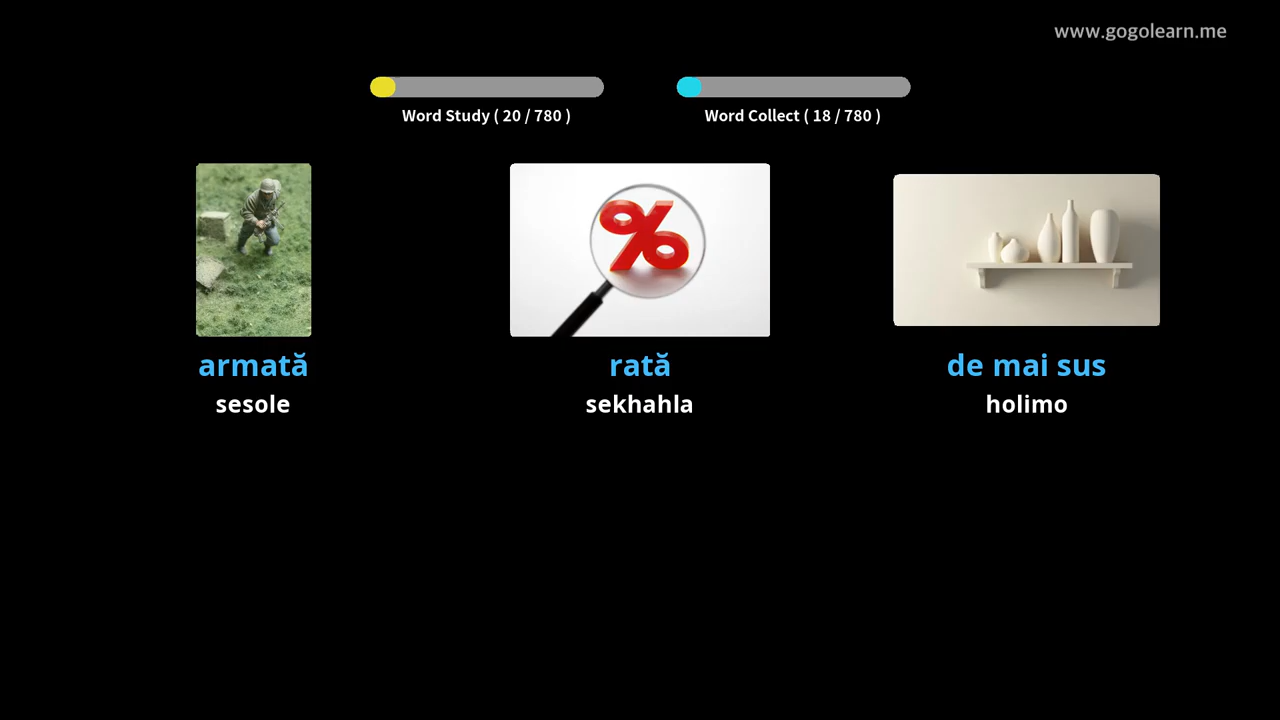 www.gogolearn.me
Word Study ( 20 / 780 )
Word Collect ( 18 / 780 )
armată
rată
de mai sus
sesole
sekhahla
holimo